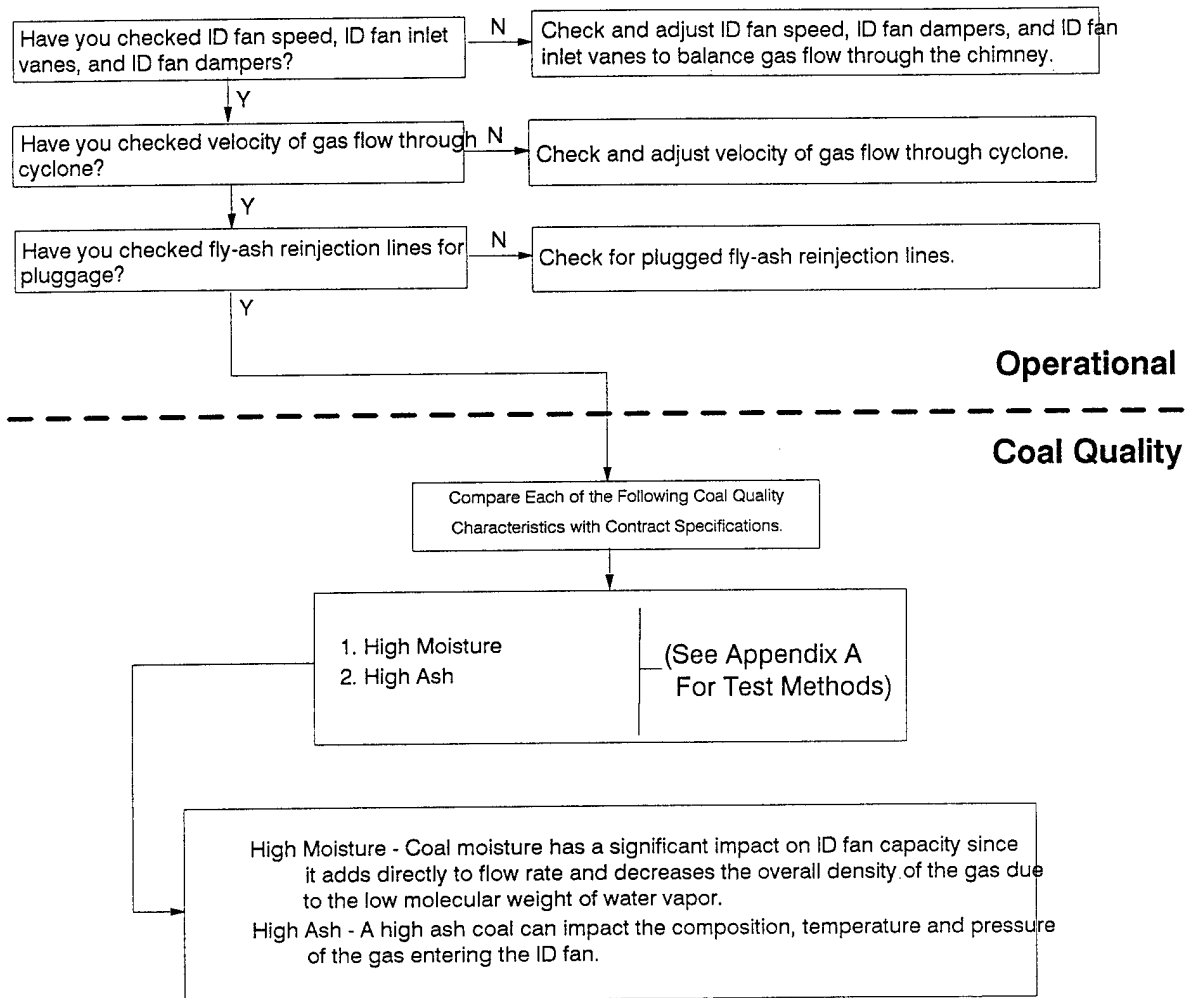 Have you checked ID fan speed, ID fan inlet
vanes, and ID fan dampers?
N
Check and adjust ID fan speed, ID fan dampers, and ID fan
inlet vanes to balance gas flow through the chimney.
Y
Have you checked velocity of gas flow through
cyclone?
N
Check and adjust velocity of gas flow through cyclone.
Y
Have you checked fly-ash reinjection lines for
pluggage?
N
Check for plugged fly-ash reinjection lines.
Y
Operational
Coal Quality
Compare Each of the Following Coal Quality
Characteristics with Contract Specifications.
1. High Moisture
2. High Ash
(See Appendix A
For Test Methods)
High Moisture - Coal moisture has a significant impact on ID fan capacity since
it adds directly to flow rate and decreases the overall density of the gas due
to the low molecular weight of water vapor.
High Ash - A high ash coal can impact the composition, temperature and pressure
of the gas entering the ID fan.